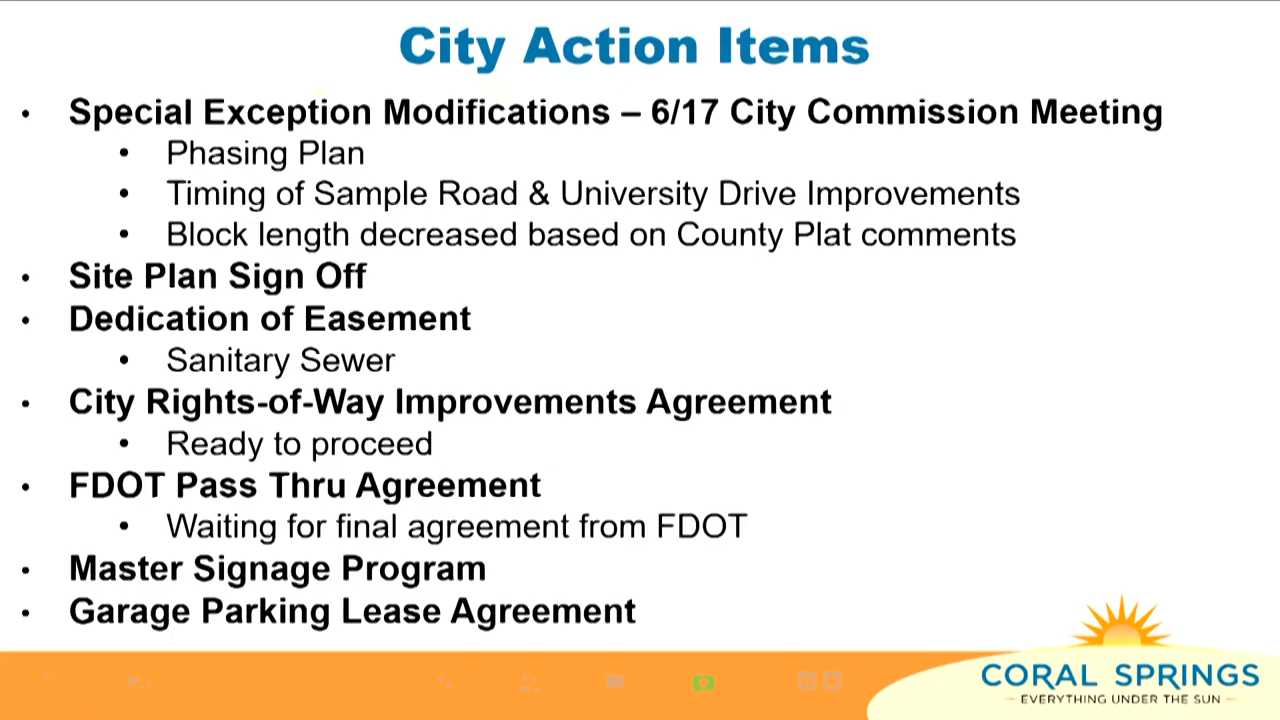 City Action Items
• Special Exception Modifications – 6/17 City Commission Meeting
• Phasing Plan
• Timing of Sample Road & University Drive Improvements
• Block length decreased based on County Plat comments
• Site Plan Sign Off
• Dedication of Easement
• Sanitary Sewer
• City Rights-of-Way Improvements Agreement
• Ready to proceed
• FDOT Pass Thru Agreement
• Waiting for final agreement from FDOT
• Master Signage Program
• Garage Parking Lease Agreement
CORAL SPRINGS
EVERYTHING UNDER THE SUN